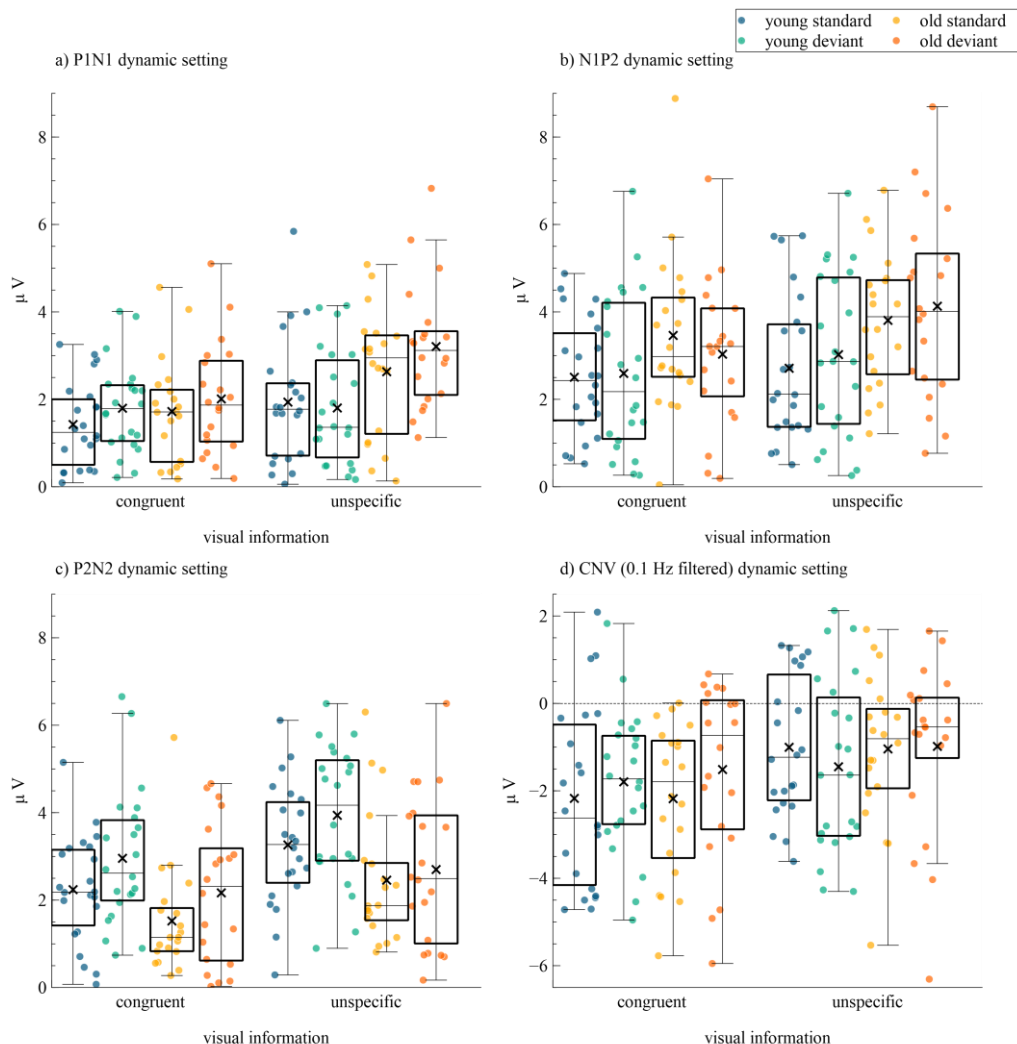 young standard old standard
young deviant old deviant
a) P1N1 dynamic setting
8
6
4
2
0
μ V
congruent unspecific
visual information
b) N1P2 dynamic setting
8
6
4
2
0
μ V
congruent unspecific
visual information
c) P2N2 dynamic setting
8
6
4
2
0
μ V
congruent unspecific
visual information
d) CNV (0.1 Hz filtered) dynamic setting
2
0
−2
−4
−6
μ V
congruent unspecific
visual information